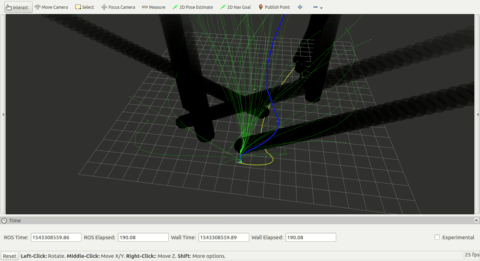 Interact Move Camera Select Focus Camera Measure 2D Pose Estimate 2D Nav Goal Publish Point
Time
ROS Time: 1543308559.86 ROS Elapsed: 190.08 Wall Time: 1543308559.89 Wall Elapsed: 190.08 Experimental
Reset Left-Click: Rotate. Middle-Click: Move X/Y. Right-Click: Move Z. Shift: More options. 25 fps